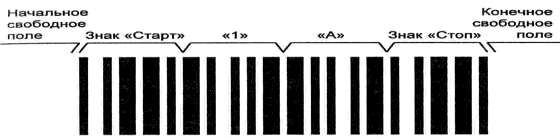 Начальное
свободное
поле
Знак «Старт»
«1»
«А»
Знак «Стоп»
Конечное
свободное
поле